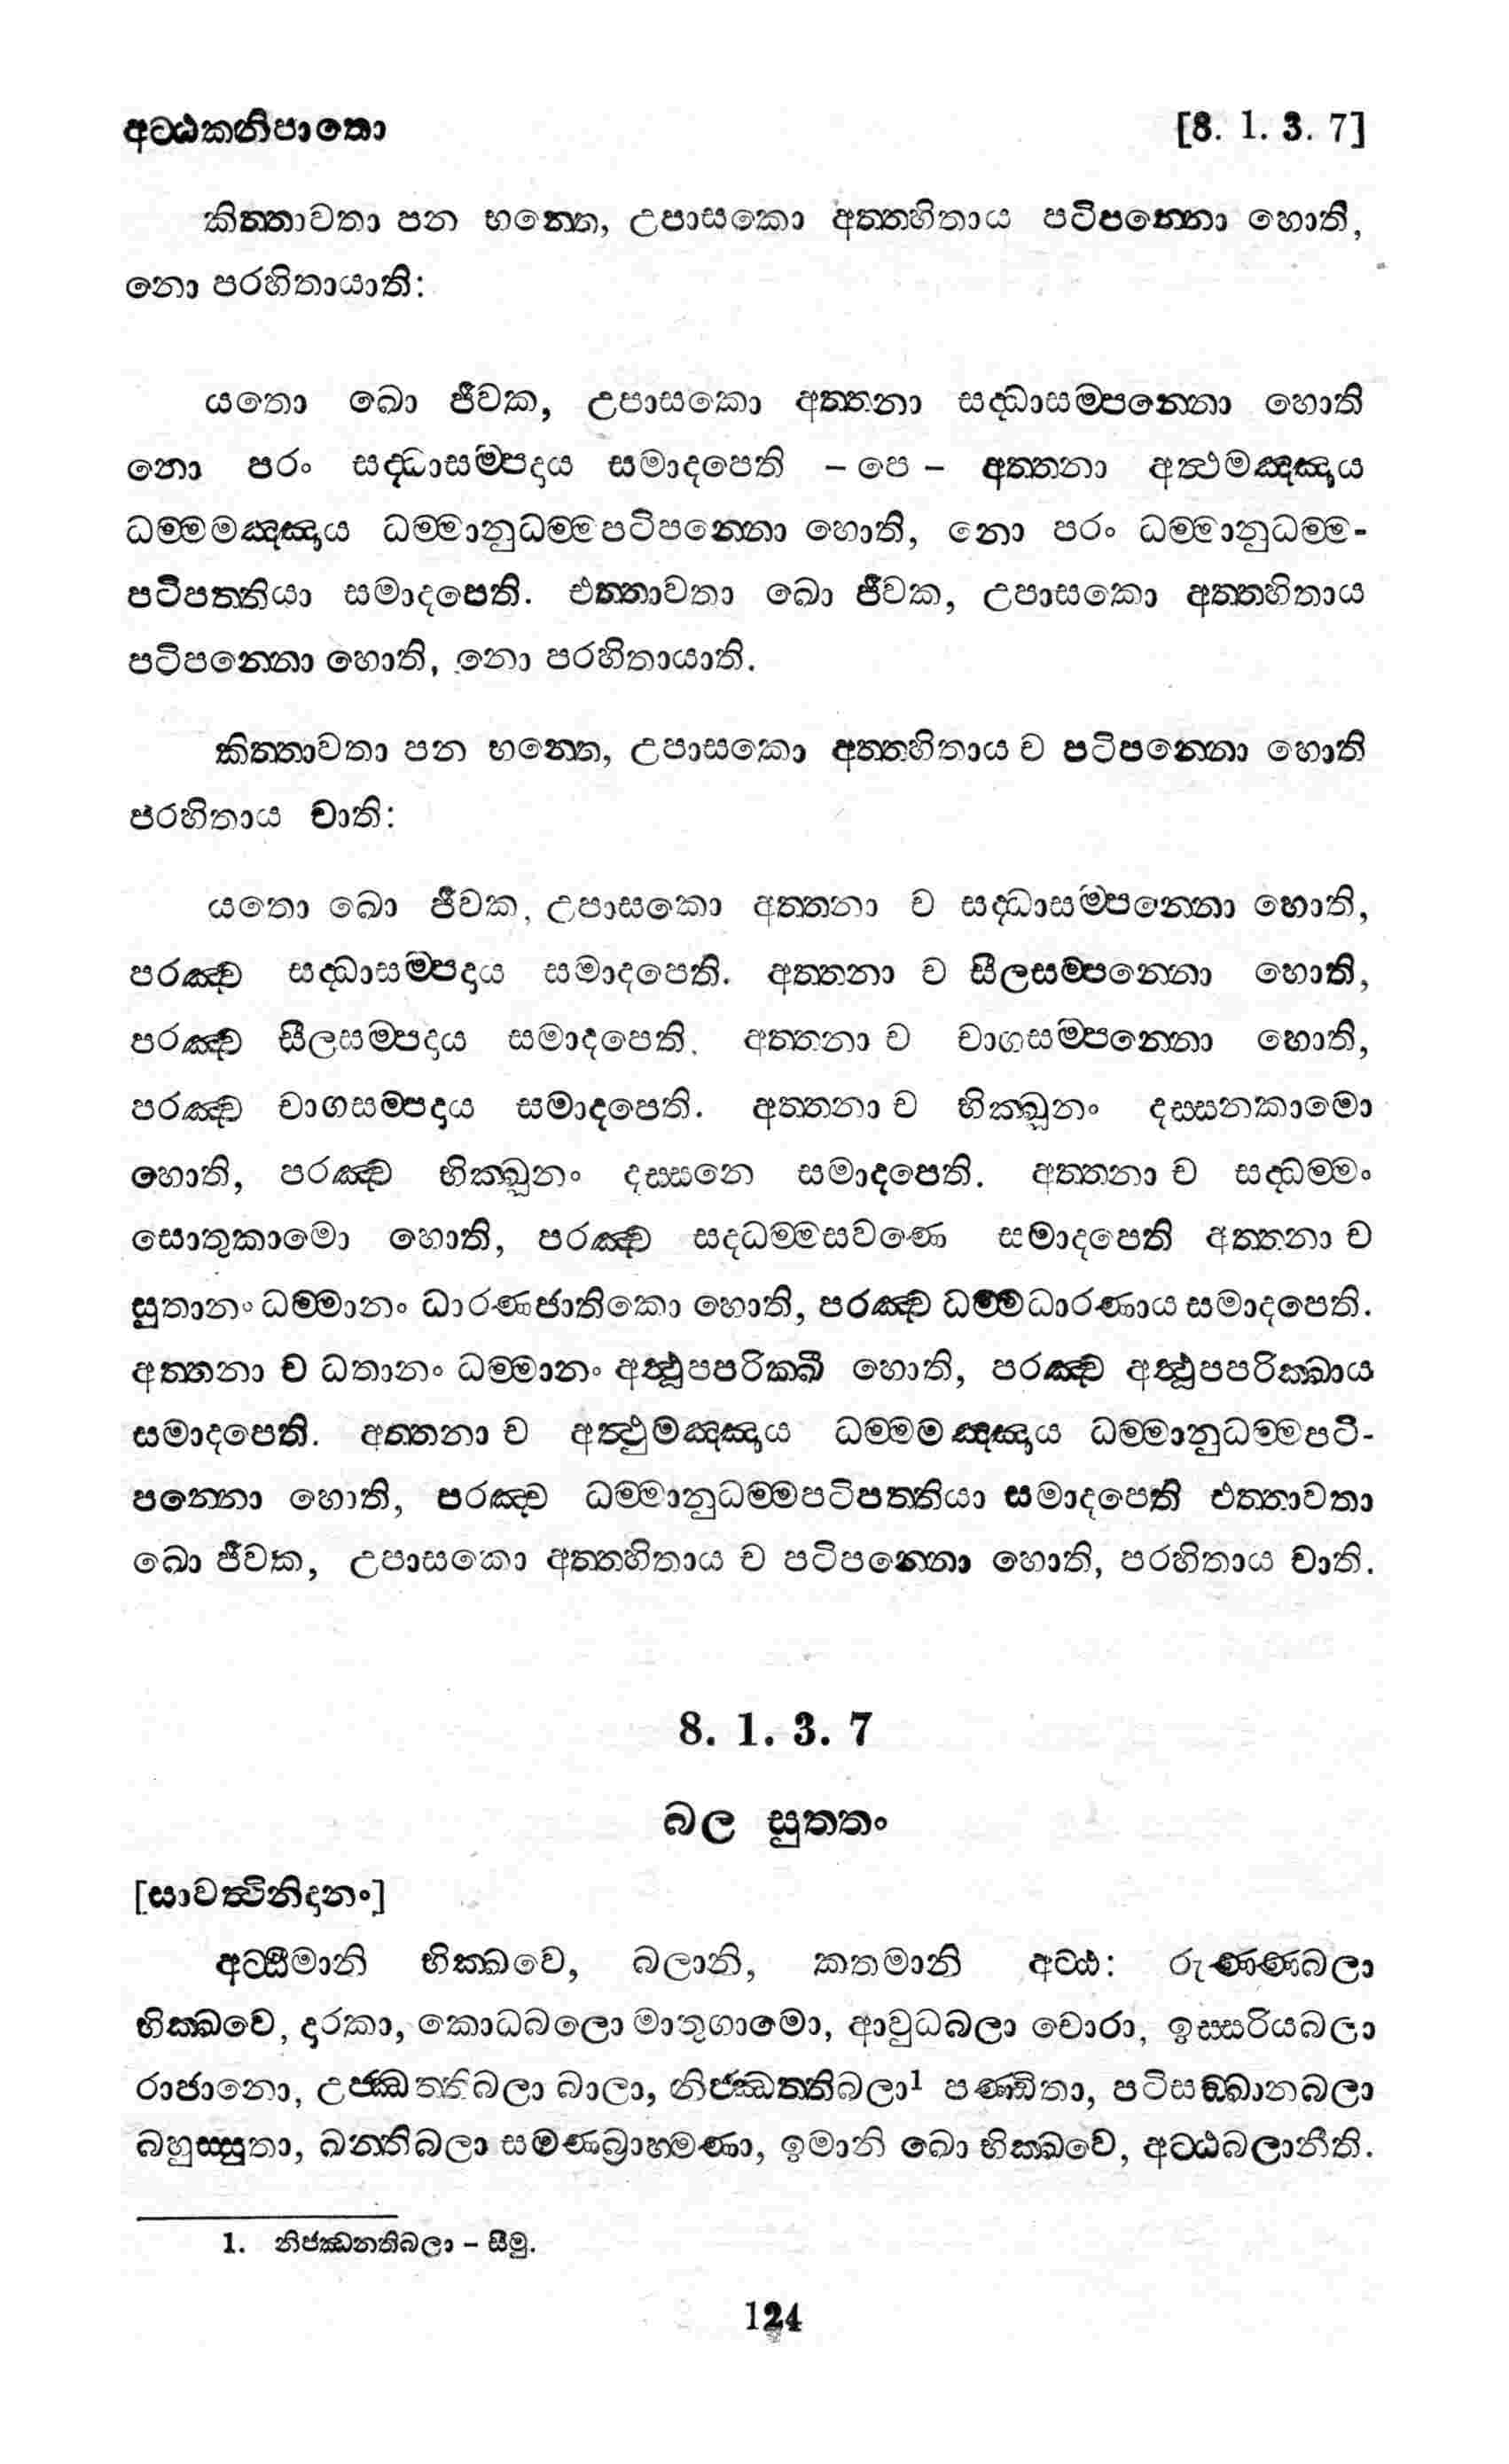 අට්ඨකනිපාතො [8. 1. 3. 7]
කිත්තාවතා පන භන්තෙ, උපාසකො අත්තහිතාය පටිපන්නො හොති,
නො පරහිතායාති:
යතො ඛො ජීවක, උපාසකො අත්තනා සද්ධාසම්පන්නො හොති
නො පරං සද්ධාසම්පදාය සමාදපෙති – පෙ – අත්තනා අත්ථමඤ්ඤාය
ධම්මමඤ්ඤාය ධම්මානුධම්මපටිපන්නො හොති, නො පරං ධම්මානුධම්ම-
පටිපත්තියා සමාදපෙති. එත්තාවතා ඛො ජීවක, උපාසකො අත්තහිතාය
පටිපන්නො හොති, නො පරහිතායාති.
කිත්තාවතා පන භන්තෙ, උපාසකො අත්තහිතාය ච පටිපන්නො හොති
පරහිතාය චාති:
යතො ඛො ජීවක, උපාසකො අත්තනා ච සද්ධාසම්පන්නො හොති,
පරඤ්ච සද්ධාසම්පදාය සමාදපෙති. අත්තනා ච සීලසම්පන්නො හොති,
පරඤ්ච සීලසම්පදාය සමාදපෙති. අත්තනා ච චාගසම්පන්නො හොති,
පරඤ්ච චාගසම්පදාය සමාදපෙති. අත්තනා ච භික්ඛූනං දස්සනකාමො
හොති, පරඤ්ච භික්ඛූනං දස්සනෙ සමාදපෙති. අත්තනා ච සද්ධම්මං
සොතුකාමො හොති, පරඤ්ච සදධම්මසවණෙ සමාදපෙති අත්තනා ච
සුතානං ධම්මානං ධාරණජාතිකො හොති, පරඤ්ච ධම්මධාරණාය සමාදපෙති.
අත්තනා ච ධතානං ධම්මානං අත්ථූපපරික්ඛී හොති, පරඤ්ච අත්ථූපපරික්ඛාය
සමාදපෙති. අත්තනා ච අත්ථුමඤ්ඤාය ධම්මමඤ්ඤාය ධම්මානුධම්මපටි-
පන්නො හොති, පරඤ්ච ධම්මානුධම්මපටිපත්තියා සමාදපෙති එත්තාවතා
ඛො ජීවක, උපාසකො අත්තහිතාය ච පටිපන්නො හොති, පරහිතාය චාති.
8. 1. 3. 7
බල සුතතං
[සාවත්ථිනිදානං]
අට්ඨිමානි භික්ඛවෙ, බලානි, කතමානි අට්ඨ: රුණ්ණබලා
භික්ඛවෙ, දාරකා, කොධබලො මාතුගාමො, ආවුධබලා චොරා, ඉස්සරියබලා
රාජානො, උජ්ඣත්තිබලා බාලා, නිජ්ඣත්තිබලා¹ පණ්ඩිතා, පටිසඞ්ඛානබලා
බහුස්සුතා, ඛන්තිබලා සමණබ්‍රාහ්මණා, ඉමානි ඛො භික්ඛවෙ, අට්ඨබලානීති.
1. නිජ්ඣනතිබලා – සීමු.
124